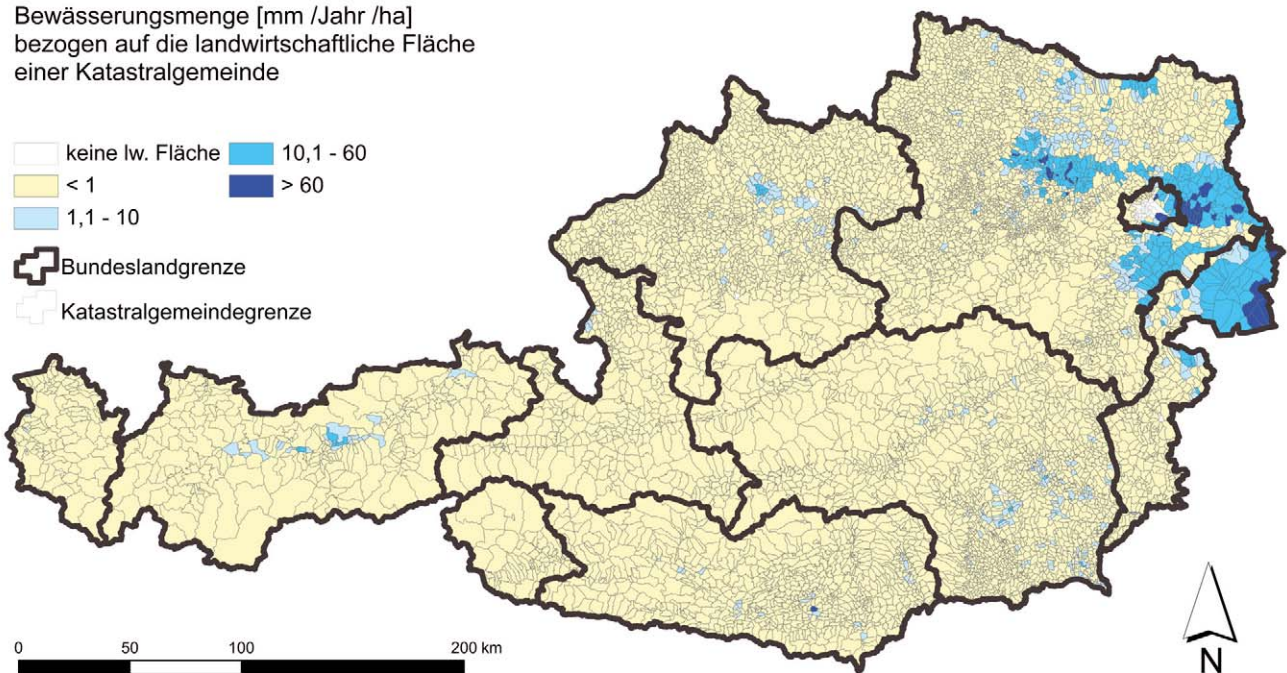 Bewässerungsmenge [mm /Jahr /ha]
bezogen auf die landwirtschaftliche Fläche
einer Katastralgemeinde
keine lw. Fläche
< 1
1,1 - 10
10,1 - 60
> 60
Bundeslandgrenze
Katastralgemeindegrenze
0 50 100 200 km
N